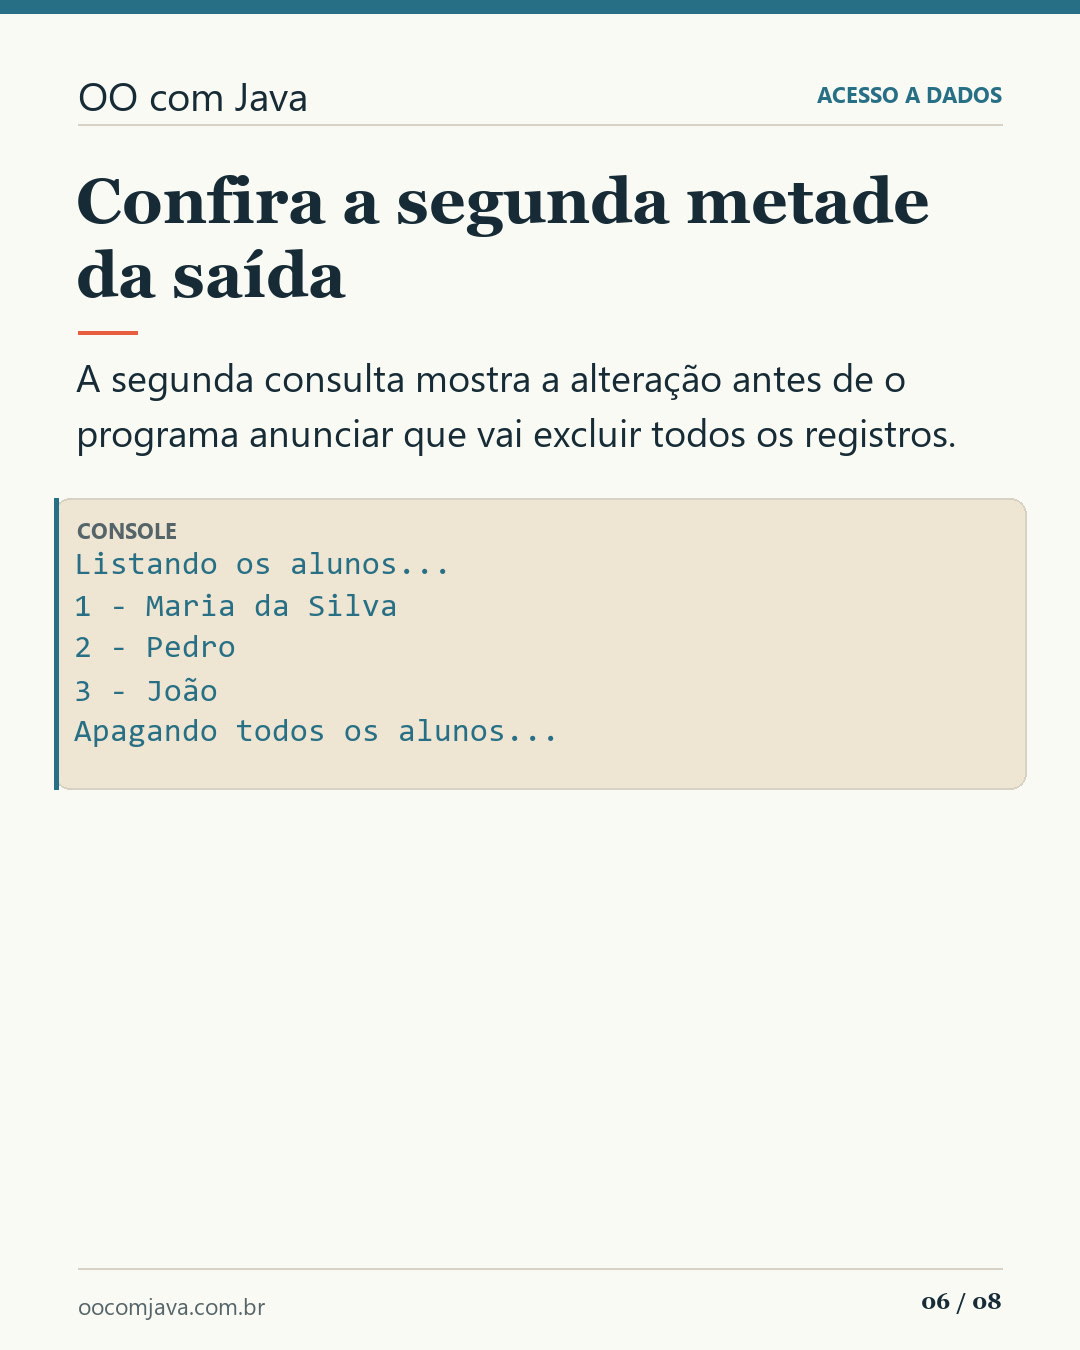 OO com Java
ACESSO A DADOS
Confira a segunda metade
da saída
A segunda consulta mostra a alteração antes de o
programa anunciar que vai excluir todos os registros.
CONSOLE
Listando os alunos...
1 - Maria da Silva
2 - Pedro
3 - João
Apagando todos os alunos...
oocomjava.com.br
06 / 08